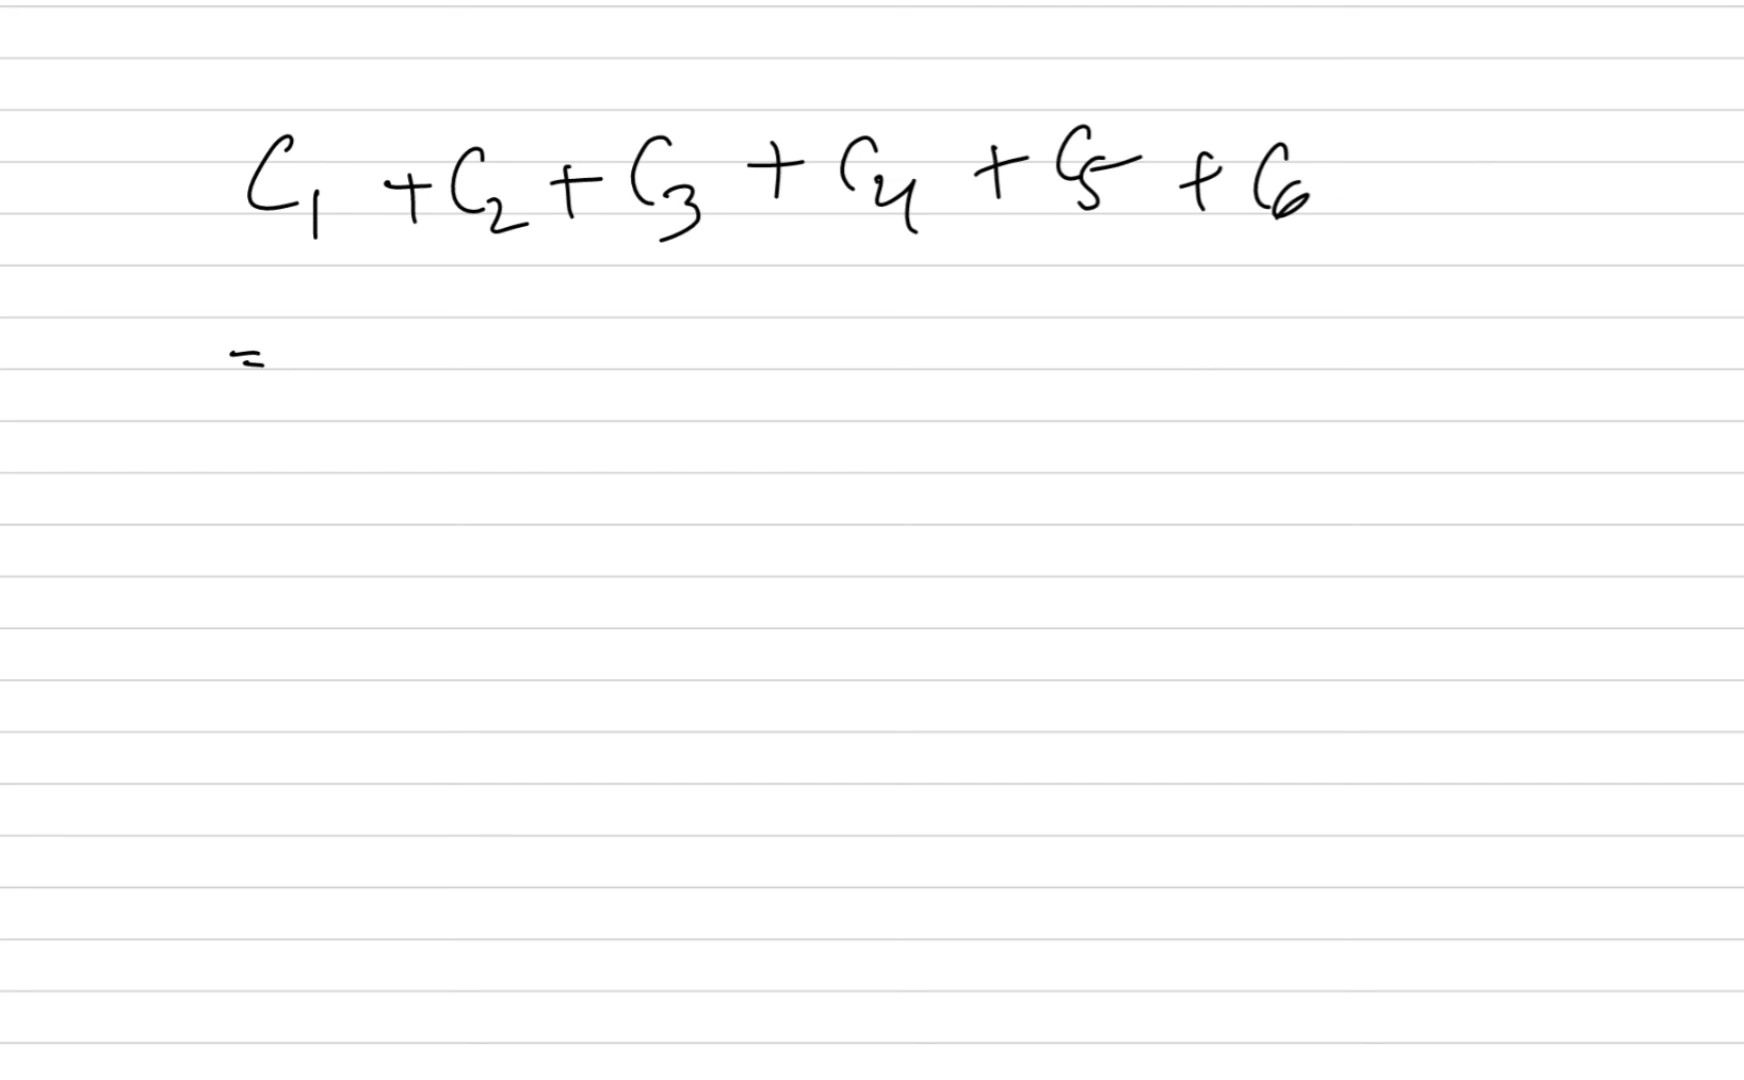 C₁ + C₂ + C₃ + C₄ + C₅ + C₆
=